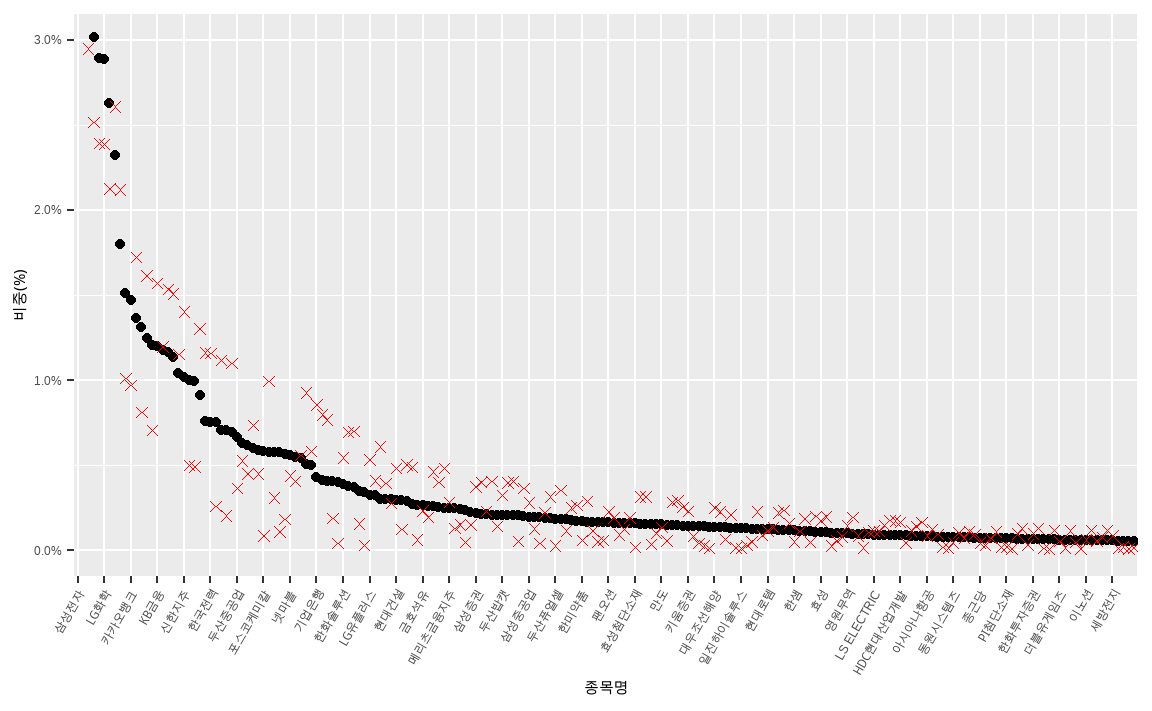 3.0%
2.0%
1.0%
0.0%
비중(%)
삼성전자
LG화학
카카오뱅크
KB금융
신한지주
한국전력
두산중공업
포스코케미칼
넷마블
기업은행
한화솔루션
LG유플러스
현대건설
금호석유
메리츠금융지주
삼성증권
두산밥캣
삼성중공업
두산퓨얼셀
한미약품
팬오션
효성첨단소재
만도
키움증권
대우조선해양
일진하이솔루스
현대로템
한샘
효성
영원무역
LS ELECTRIC
HDC현대산업개발
아시아나항공
동원시스템즈
종근당
PI첨단소재
한화투자증권
더블유게임즈
이노션
세방전지
종목명